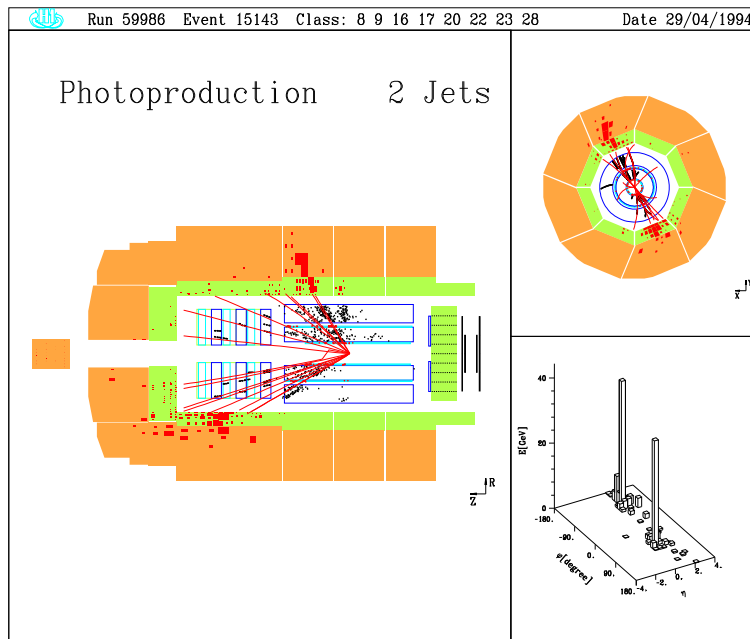 Run 59986 Event 15143 Class: 8 9 16 17 20 22 23 28 Date 29/04/1994
Photoproduction 2 Jets
R
Z
X
E[GeV]
40
20
0
-180.
-90.
0.
90.
180.
φ[degree]
-4.
-2.
0.
2.
4.
η